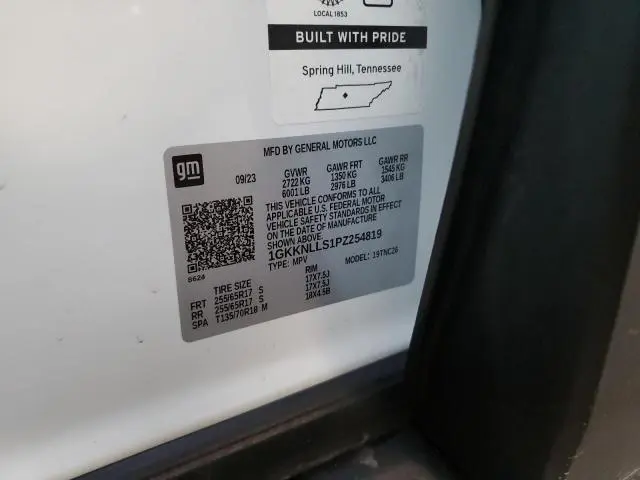 LOCAL 1853
BUILT WITH PRIDE
Spring Hill, Tennessee
gm
MFD BY GENERAL MOTORS LLC
09/23 GVWR GAWR FRT GAWR RR
2722 KG 1350 KG 1545 KG
6001 LB 2976 LB 3406 LB
THIS VEHICLE CONFORMS TO ALL
APPLICABLE U.S. FEDERAL MOTOR
VEHICLE SAFETY STANDARDS IN
EFFECT ON THE DATE OF MANUFACTURE
SHOWN ABOVE.
1GKKNLLS1PZ254819
TYPE: MPV MODEL: 19TNC26
6624
TIRE SIZE RIM
FRT 255/65R17 S 17X7.5J
RR 255/65R17 S 17X7.5J
SPA T135/70R18 M 18X4.5B